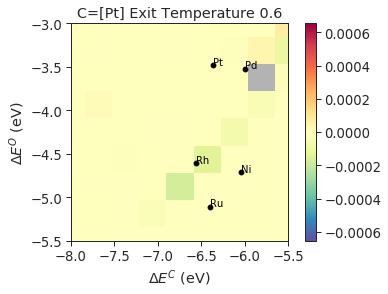 C=[Pt] Exit Temperature 0.6
−3.0
−3.5
−4.0
−4.5
−5.0
−5.5
ΔE^O (eV)
Pt
Pd
Rh
Ni
Ru
−8.0 −7.5 −7.0 −6.5 −6.0 −5.5
ΔE^C (eV)
0.0006
0.0004
0.0002
0.0000
−0.0002
−0.0004
−0.0006